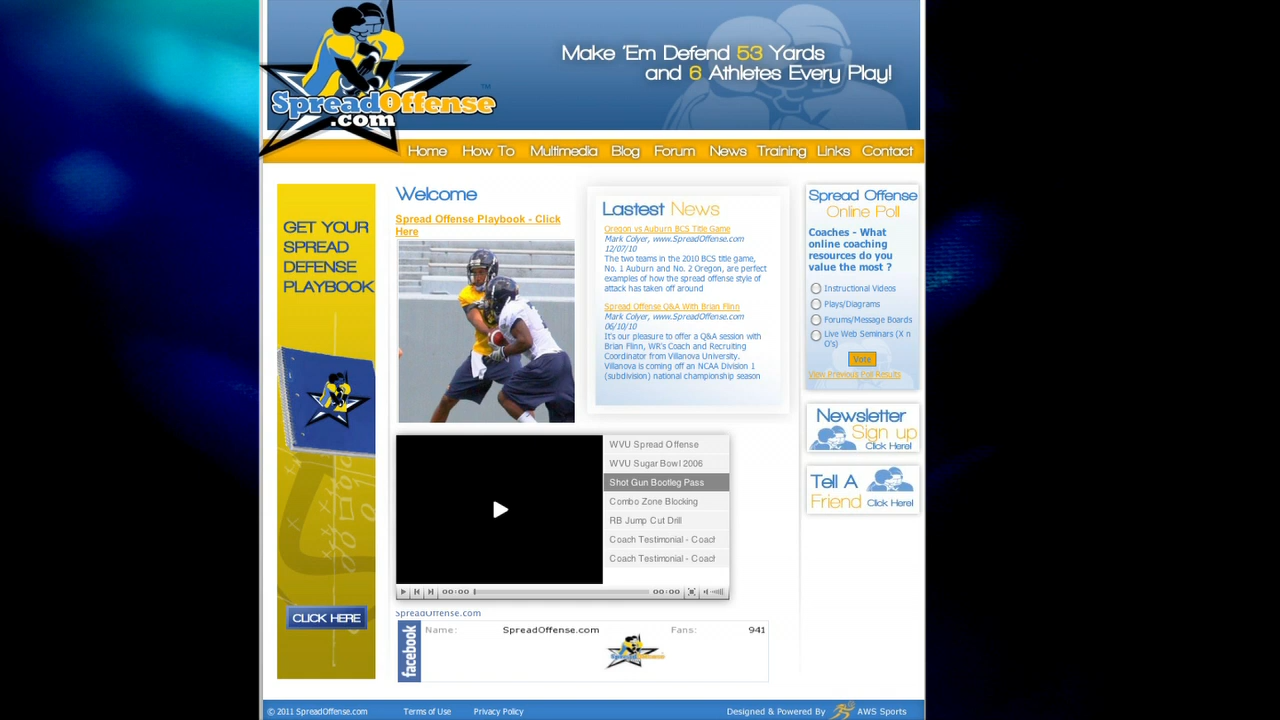 Make 'Em Defend 53 Yards
and 6 Athletes Every Play!
SpreadOffense
.com
TM
Home How To Multimedia Blog Forum News Training Links Contact
GET YOUR
SPREAD
DEFENSE
PLAYBOOK
CLICK HERE
Welcome
Spread Offense Playbook - Click
Here
Lastest News
Oregon vs Auburn BCS Title Game
Mark Colyer, www.SpreadOffense.com
12/07/10
The two teams in the 2010 BCS title game,
No. 1 Auburn and No. 2 Oregon, are perfect
examples of how the spread offense style of
attack has taken off around
Spread Offense Q&A With Brian Flinn
Mark Colyer, www.SpreadOffense.com
06/10/10
It's our pleasure to offer a Q&A session with
Brian Flinn, WR's Coach and Recruiting
Coordinator from Villanova University.
Villanova is coming off an NCAA Division 1
(subdivision) national championship season
Spread Offense
Online Poll
Coaches - What
online coaching
resources do you
value the most ?
Instructional Videos
Plays/Diagrams
Forums/Message Boards
Live Web Seminars (X n
O's)
Vote
View Previous Poll Results
Newsletter
Sign up
Click Here!
Tell A
Friend Click Here!
WVU Spread Offense
WVU Sugar Bowl 2006
Shot Gun Bootleg Pass
Combo Zone Blocking
RB Jump Cut Drill
Coach Testimonial - Coach
Coach Testimonial - Coach
00:00 00:00
SpreadOffense.com
facebook
Name: SpreadOffense.com Fans: 941
SpreadOffense
© 2011 SpreadOffense.com Terms of Use Privacy Policy Designed & Powered By AWS Sports